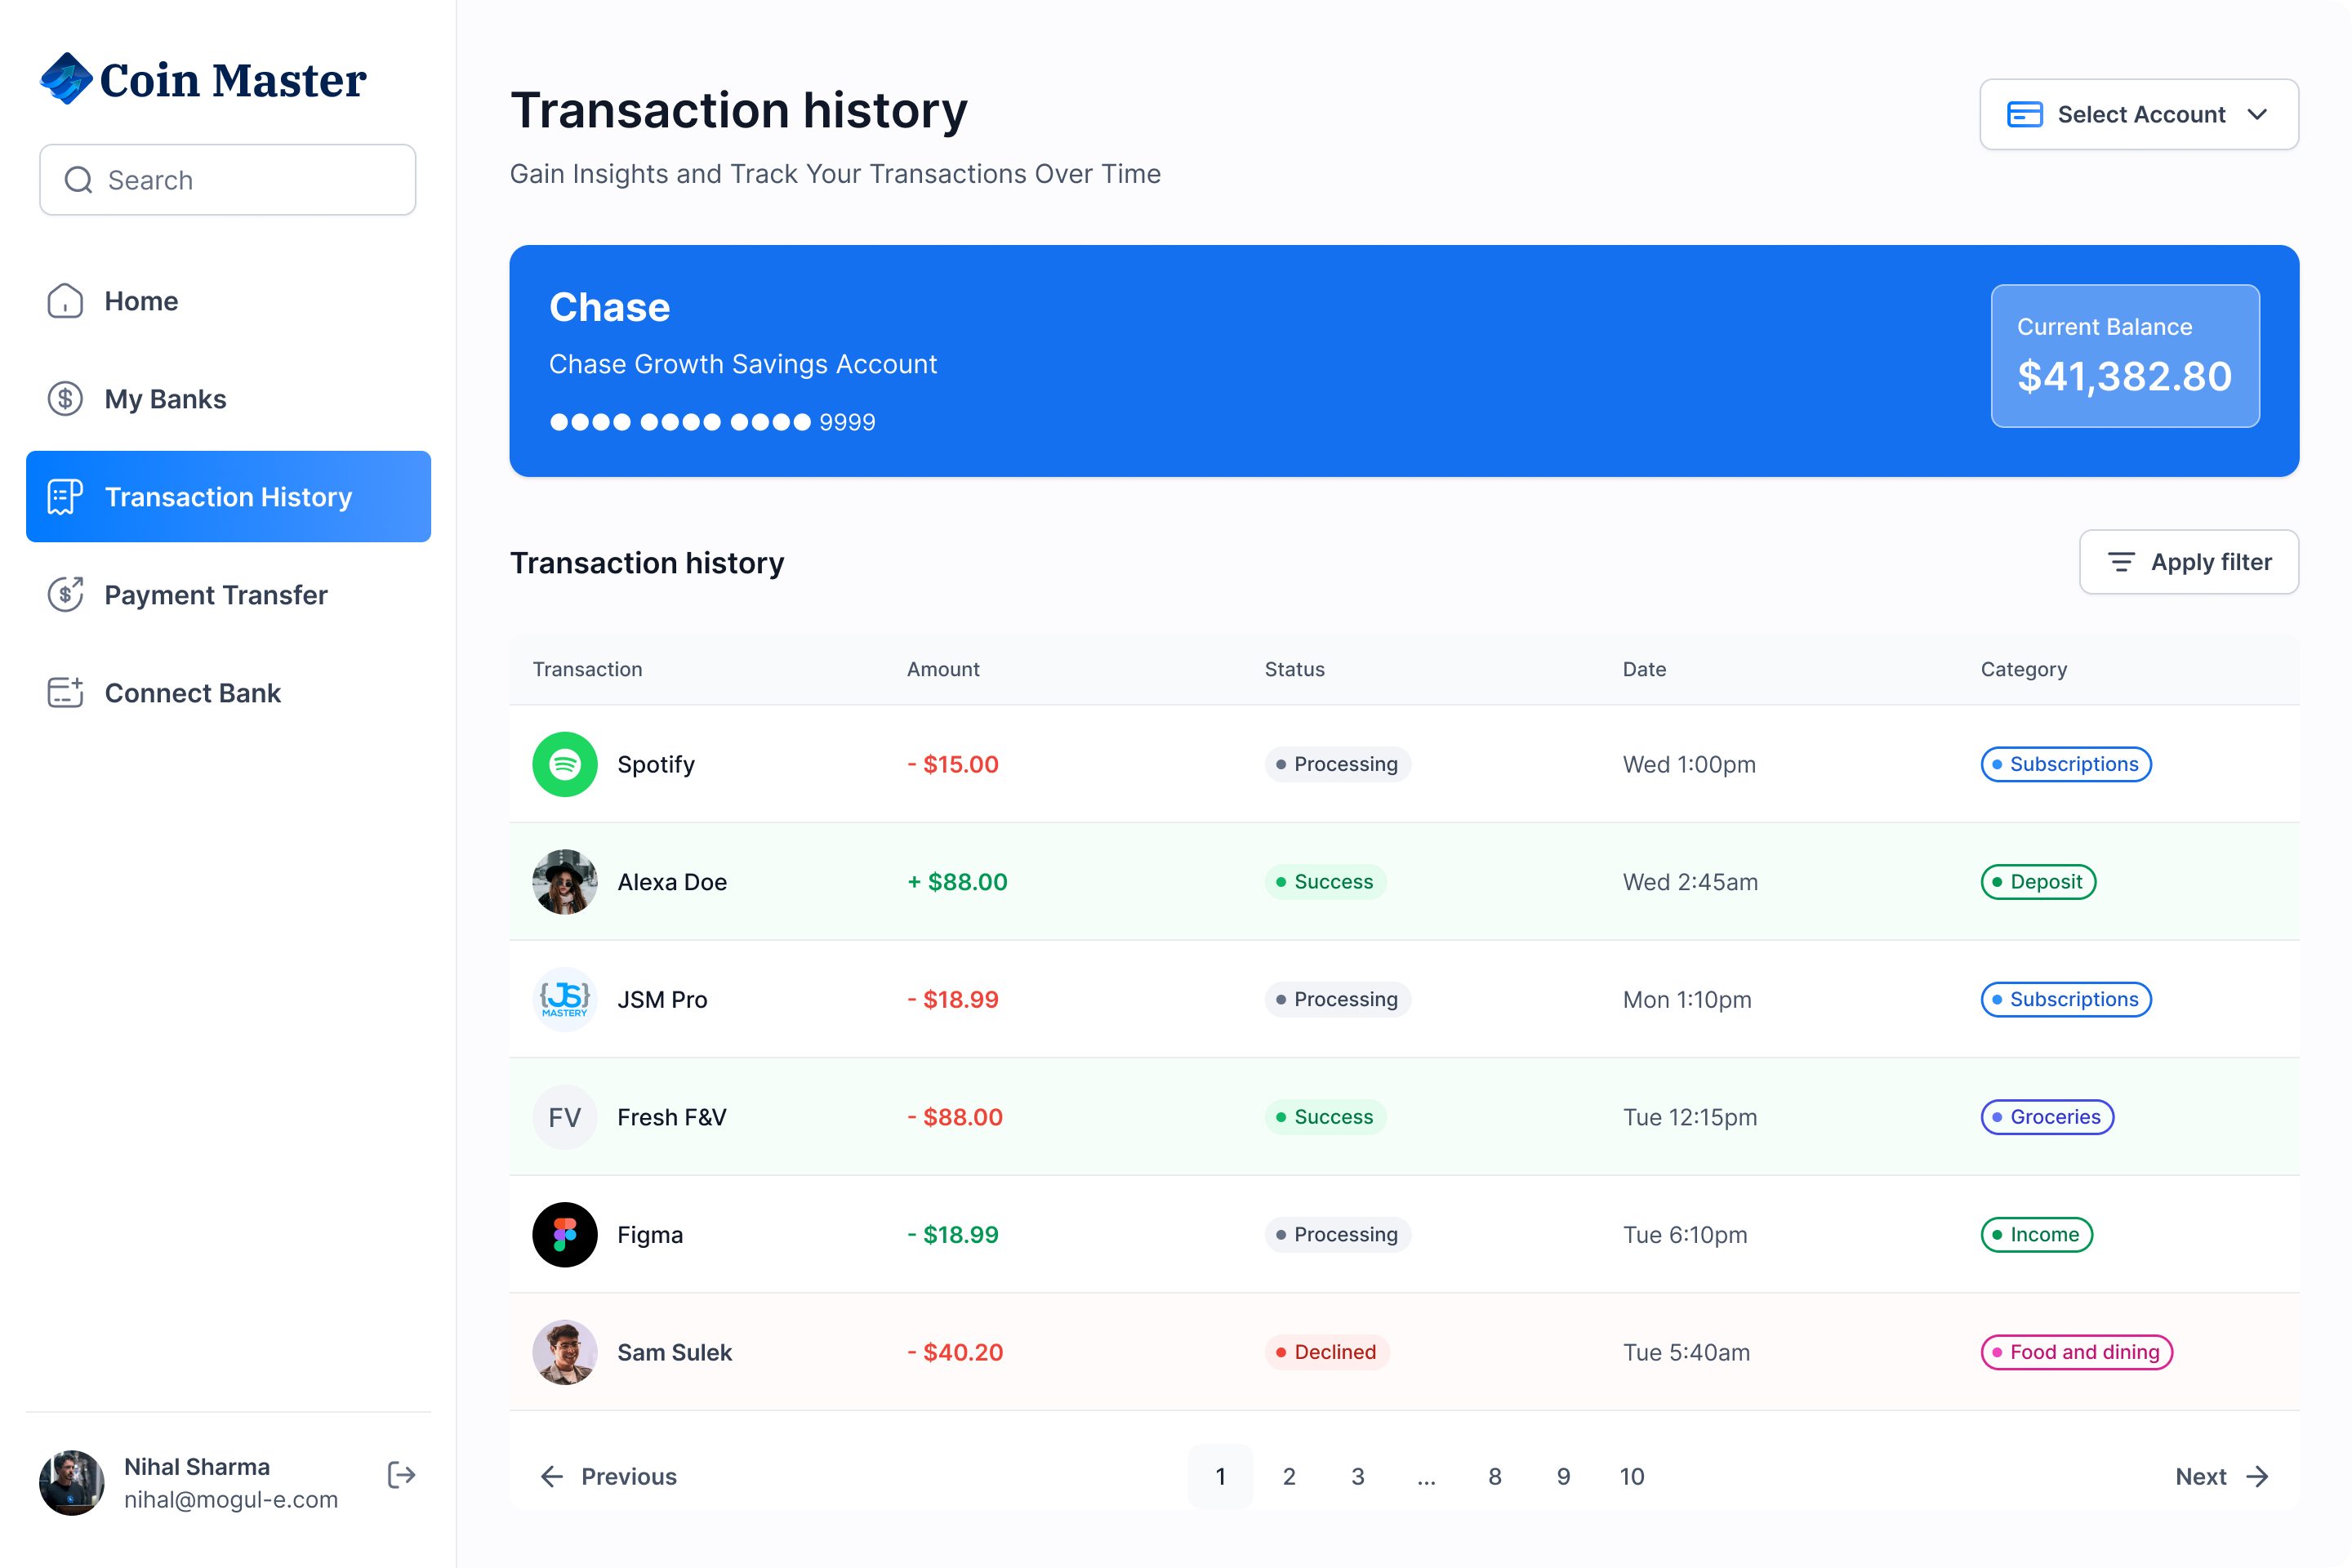 Coin Master
Search
Home
My Banks
Transaction History
Payment Transfer
Connect Bank
Nihal Sharma
nihal@mogul-e.com
Transaction history
Gain Insights and Track Your Transactions Over Time
Select Account
Chase
Chase Growth Savings Account
●●●● ●●●● ●●●● 9999
Current Balance
$41,382.80
Transaction history
Apply filter
Transaction Amount Status Date Category
Spotify - $15.00 Processing Wed 1:00pm Subscriptions
Alexa Doe + $88.00 Success Wed 2:45am Deposit
{JS} MASTERY JSM Pro - $18.99 Processing Mon 1:10pm Subscriptions
FV Fresh F&V - $88.00 Success Tue 12:15pm Groceries
Figma - $18.99 Processing Tue 6:10pm Income
Sam Sulek - $40.20 Declined Tue 5:40am Food and dining
Previous 1 2 3 ... 8 9 10 Next